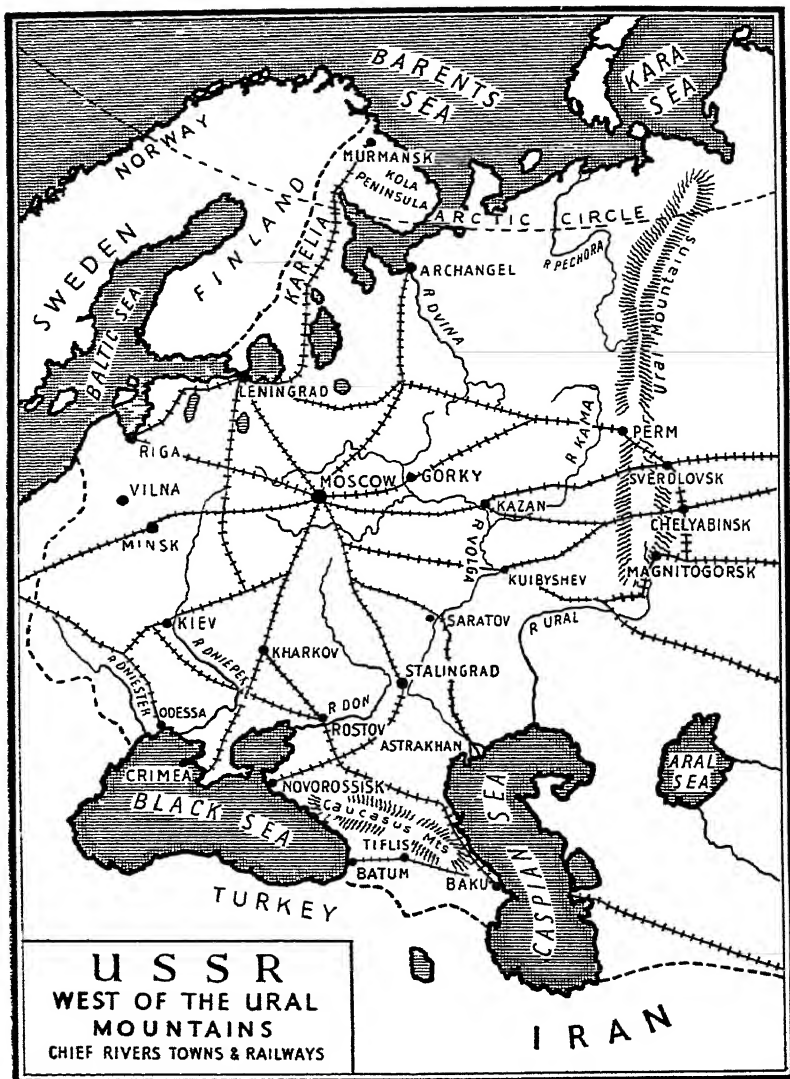 BARENTS
SEA
KARA
SEA
NORWAY
MURMANSK
KOLA
PENINSULA
ARCTIC CIRCLE
SWEDEN
FINLAND
KARELIA
R PECHORA
Ural Mountains
ARCHANGEL
R DVINA
BALTIC SEA
LENINGRAD
R KAMA
PERM
RIGA
MOSCOW
GORKY
SVERDLOVSK
VILNA
KAZAN
CHELYABINSK
MINSK
R VOLGA
KUIBYSHEV
MAGNITOGORSK
KIEV
SARATOV
R URAL
R DNIESTER
R DNIEPER
KHARKOV
STALINGRAD
ODESSA
R DON
ROSTOV
ASTRAKHAN
ARAL
SEA
CRIMEA
NOVOROSSISK
BLACK SEA
Caucasus Mts
TIFLIS
BATUM
BAKU
CASPIAN SEA
TURKEY
IRAN
USSR
WEST OF THE URAL
MOUNTAINS
CHIEF RIVERS TOWNS & RAILWAYS